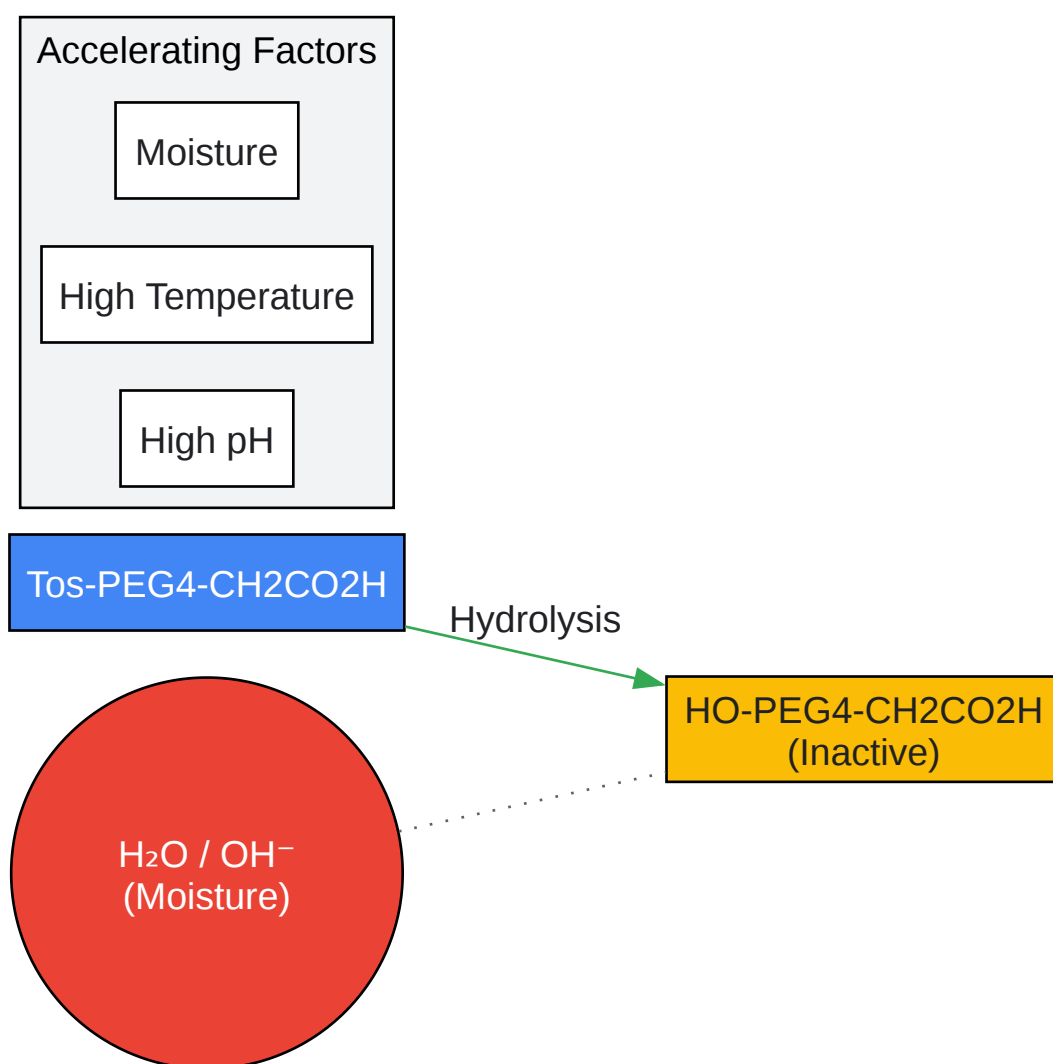 Accelerating Factors
Moisture
High Temperature
High pH
Tos-PEG4-CH2CO2H
Hydrolysis
HO-PEG4-CH2CO2H
(Inactive)
H₂O / OH⁻
(Moisture)